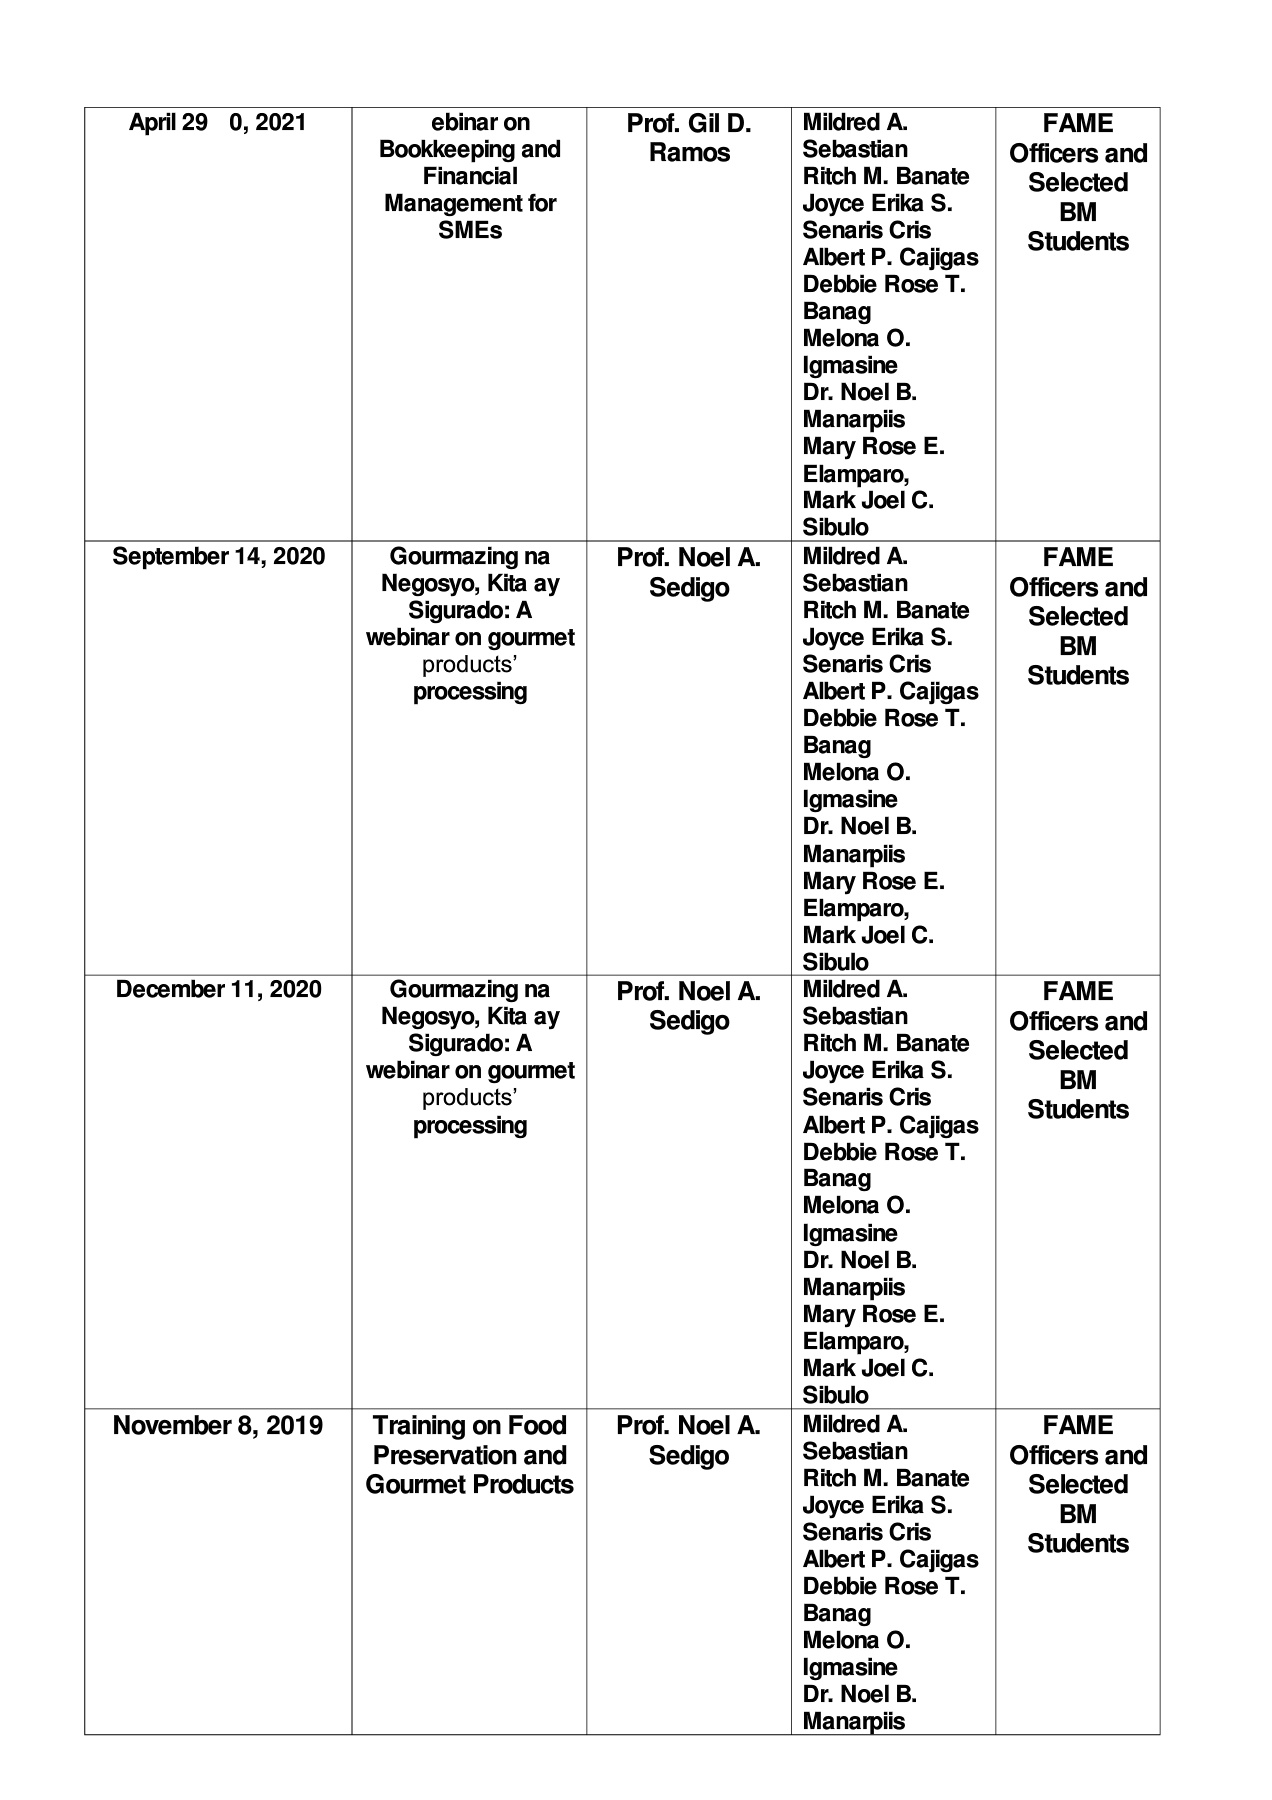 April 29 0, 2021
ebinar on
Bookkeeping and
Financial
Management for
SMEs
Prof. Gil D.
Ramos
Mildred A.
Sebastian
Ritch M. Banate
Joyce Erika S.
Senaris Cris
Albert P. Cajigas
Debbie Rose T.
Banag
Melona O.
Igmasine
Dr. Noel B.
Manarpiis
Mary Rose E.
Elamparo,
Mark Joel C.
Sibulo
FAME
Officers and
Selected
BM
Students
September 14, 2020
Gourmazing na
Negosyo, Kita ay
Sigurado: A
webinar on gourmet
products’
processing
Prof. Noel A.
Sedigo
Mildred A.
Sebastian
Ritch M. Banate
Joyce Erika S.
Senaris Cris
Albert P. Cajigas
Debbie Rose T.
Banag
Melona O.
Igmasine
Dr. Noel B.
Manarpiis
Mary Rose E.
Elamparo,
Mark Joel C.
Sibulo
FAME
Officers and
Selected
BM
Students
December 11, 2020
Gourmazing na
Negosyo, Kita ay
Sigurado: A
webinar on gourmet
products’
processing
Prof. Noel A.
Sedigo
Mildred A.
Sebastian
Ritch M. Banate
Joyce Erika S.
Senaris Cris
Albert P. Cajigas
Debbie Rose T.
Banag
Melona O.
Igmasine
Dr. Noel B.
Manarpiis
Mary Rose E.
Elamparo,
Mark Joel C.
Sibulo
FAME
Officers and
Selected
BM
Students
November 8, 2019
Training on Food
Preservation and
Gourmet Products
Prof. Noel A.
Sedigo
Mildred A.
Sebastian
Ritch M. Banate
Joyce Erika S.
Senaris Cris
Albert P. Cajigas
Debbie Rose T.
Banag
Melona O.
Igmasine
Dr. Noel B.
Manarpiis
FAME
Officers and
Selected
BM
Students